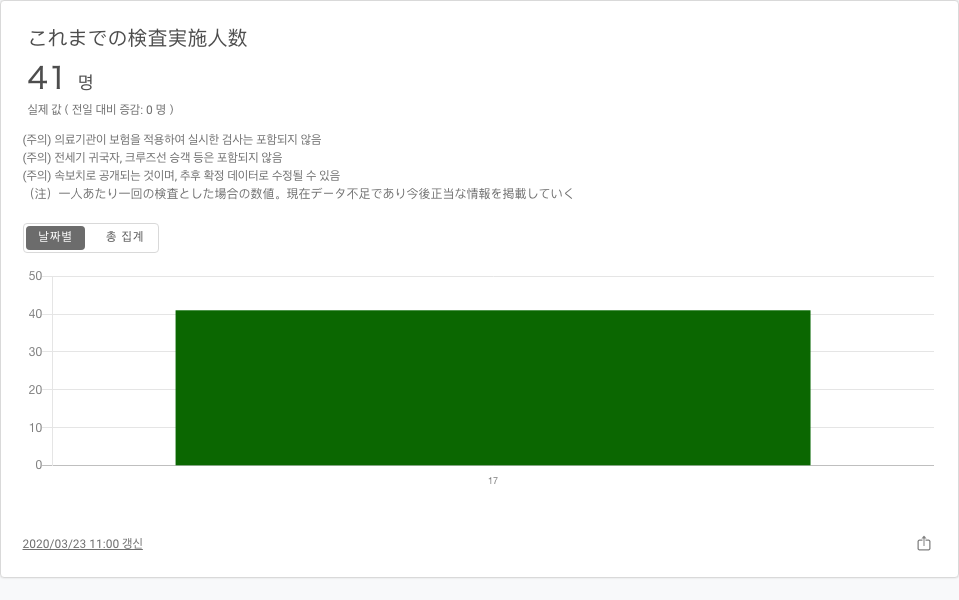 これまでの検査実施人数
41 명
실제 값 ( 전일 대비 증감: 0 명 )
(주의) 의료기관이 보험을 적용하여 실시한 검사는 포함되지 않음
(주의) 전세기 귀국자, 크루즈선 승객 등은 포함되지 않음
(주의) 속보치로 공개되는 것이며, 추후 확정 데이터로 수정될 수 있음
（注）一人あたり一回の検査とした場合の数値。現在データ不足であり今後正当な情報を掲載していく
날짜별 총 집계
50
40
30
20
10
0
17
2020/03/23 11:00 갱신